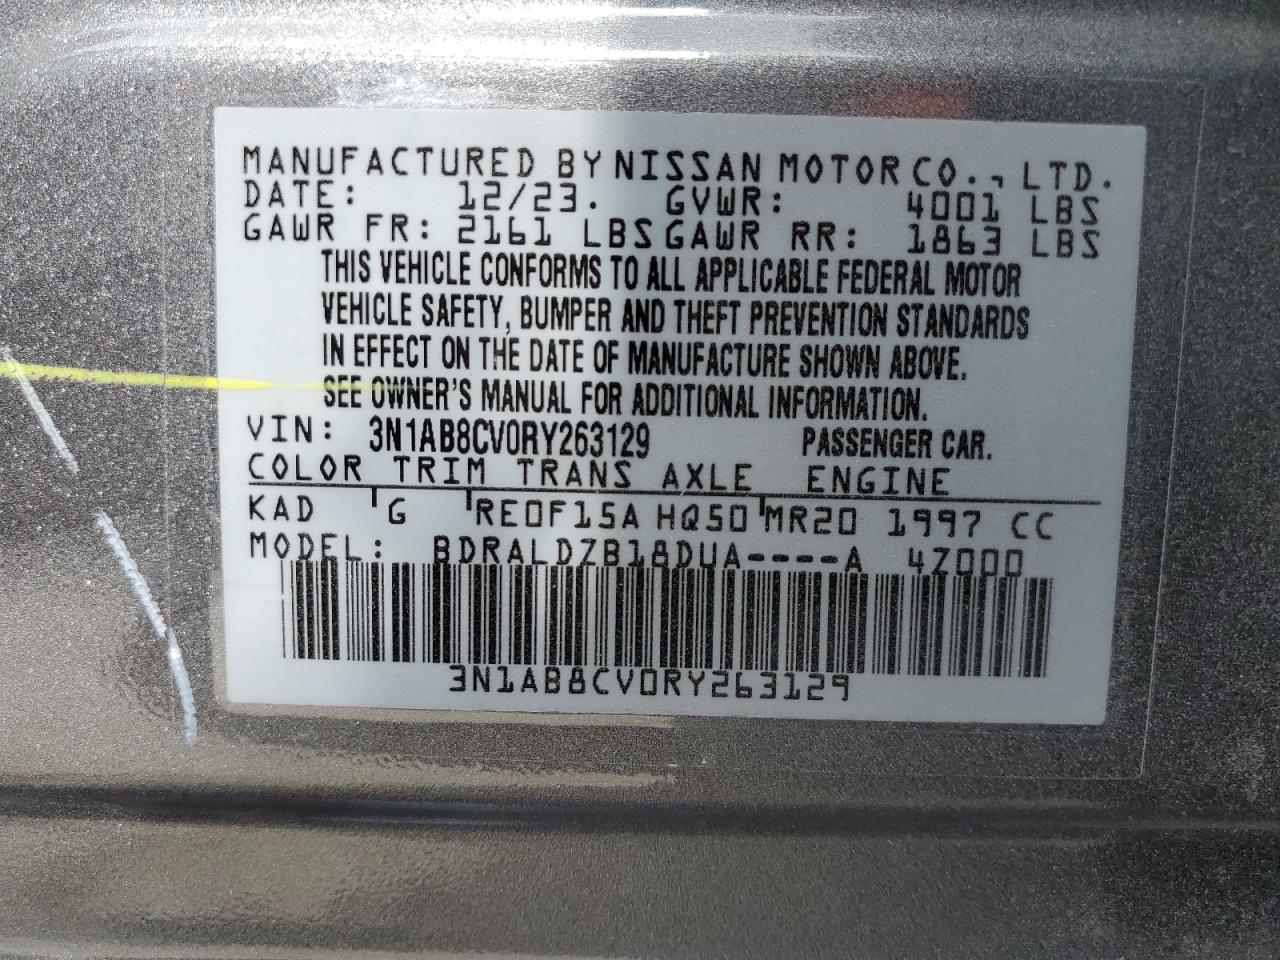 MANUFACTURED BY NISSAN MOTOR CO., LTD.
DATE: 12/23. GVWR: 4001 LBS
GAWR FR: 2161 LBS GAWR RR: 1863 LBS
THIS VEHICLE CONFORMS TO ALL APPLICABLE FEDERAL MOTOR
VEHICLE SAFETY, BUMPER AND THEFT PREVENTION STANDARDS
IN EFFECT ON THE DATE OF MANUFACTURE SHOWN ABOVE.
SEE OWNER'S MANUAL FOR ADDITIONAL INFORMATION.
VIN: 3N1AB8CV0RY263129 PASSENGER CAR.
COLOR TRIM TRANS AXLE ENGINE
KAD G RE0F15A HQ50 MR20 1997 CC
MODEL: BDRALDZB18DUA----A 4Z000
3N1AB8CV0RY263129